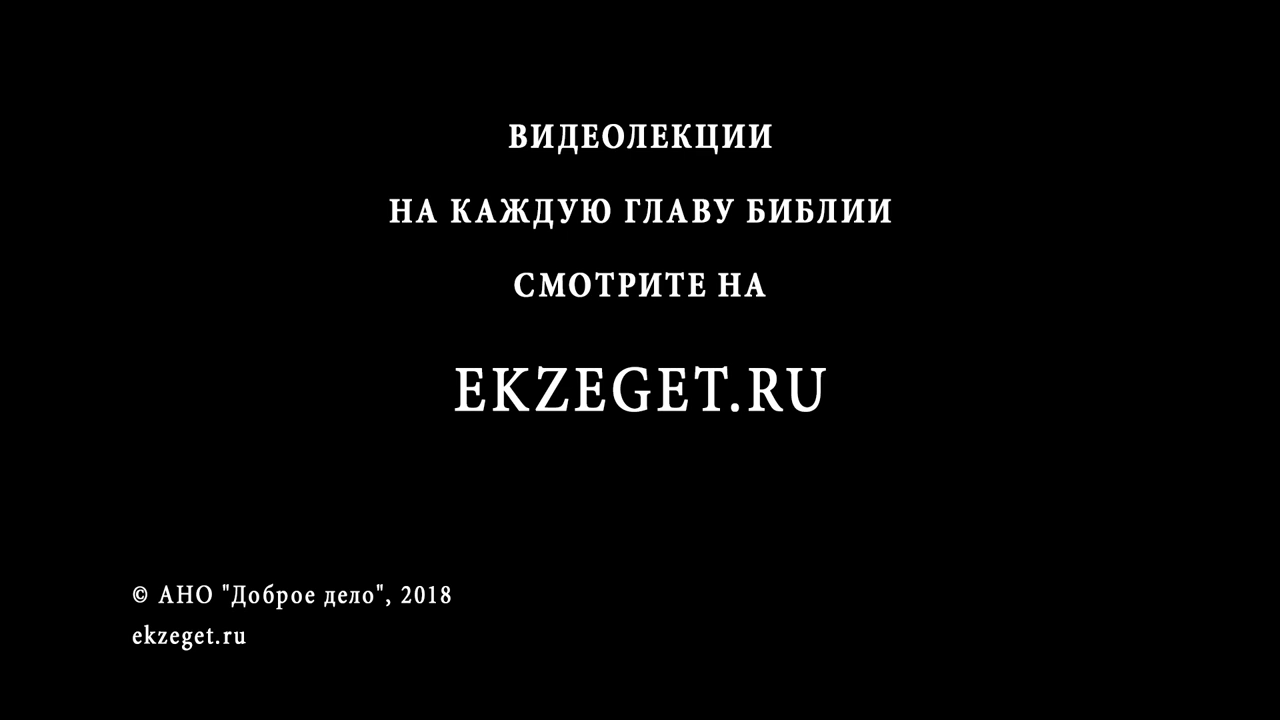 ВИДЕОЛЕКЦИИ
НА КАЖДУЮ ГЛАВУ БИБЛИИ
СМОТРИТЕ НА
EKZEGET.RU
© АНО "Доброе дело", 2018
ekzeget.ru